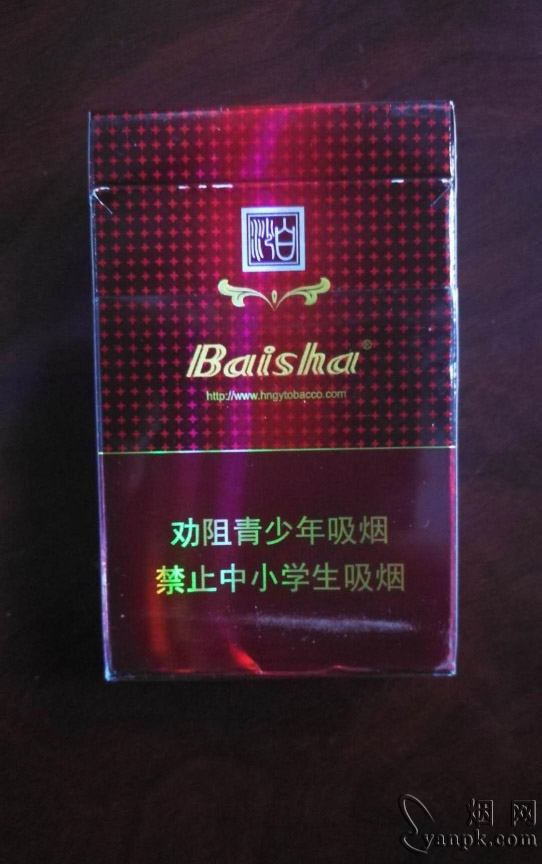 白沙
Baisha®
http://www.hngytobacco.com
劝阻青少年吸烟
禁止中小学生吸烟
烟网
yanpk.com